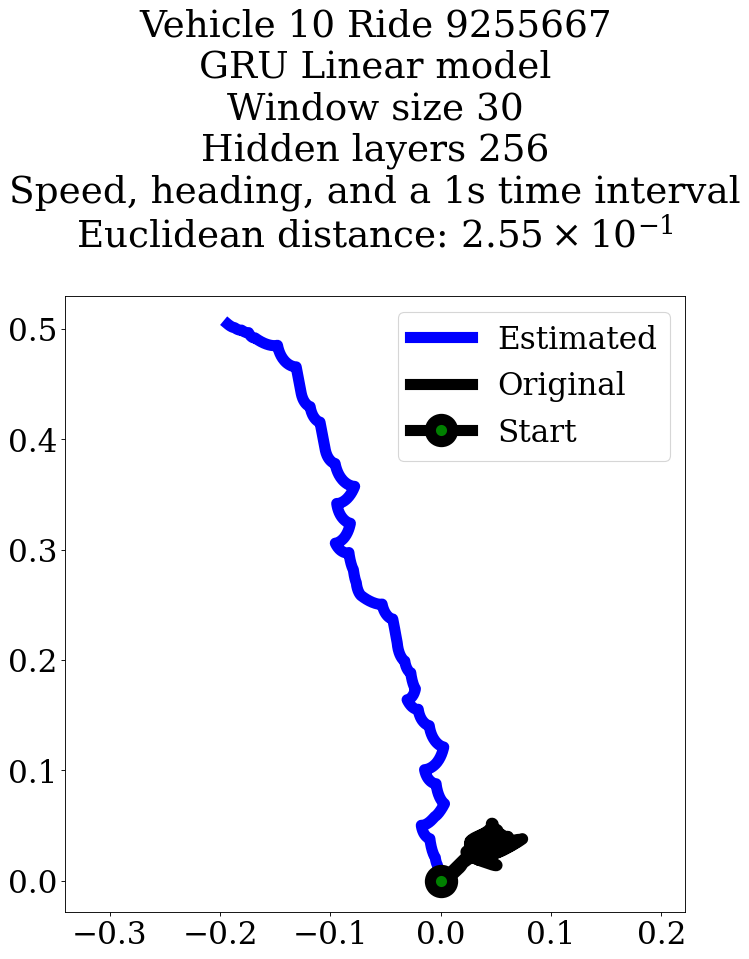 Vehicle 10 Ride 9255667
GRU Linear model
Window size 30
Hidden layers 256
Speed, heading, and a 1s time interval
Euclidean distance: 2.55 × 10⁻¹
Estimated
Original
Start
0.5
0.4
0.3
0.2
0.1
0.0
−0.3 −0.2 −0.1 0.0 0.1 0.2